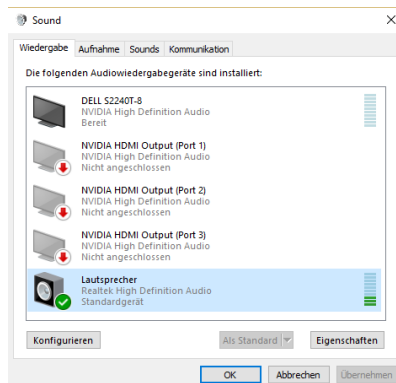 Sound
Wiedergabe Aufnahme Sounds Kommunikation
Die folgenden Audiowiedergabegeräte sind installiert:
DELL S2240T-8
NVIDIA High Definition Audio
Bereit
NVIDIA HDMI Output (Port 1)
NVIDIA High Definition Audio
Nicht angeschlossen
NVIDIA HDMI Output (Port 2)
NVIDIA High Definition Audio
Nicht angeschlossen
NVIDIA HDMI Output (Port 3)
NVIDIA High Definition Audio
Nicht angeschlossen
Lautsprecher
Realtek High Definition Audio
Standardgerät
Konfigurieren Als Standard Eigenschaften
OK Abbrechen Übernehmen